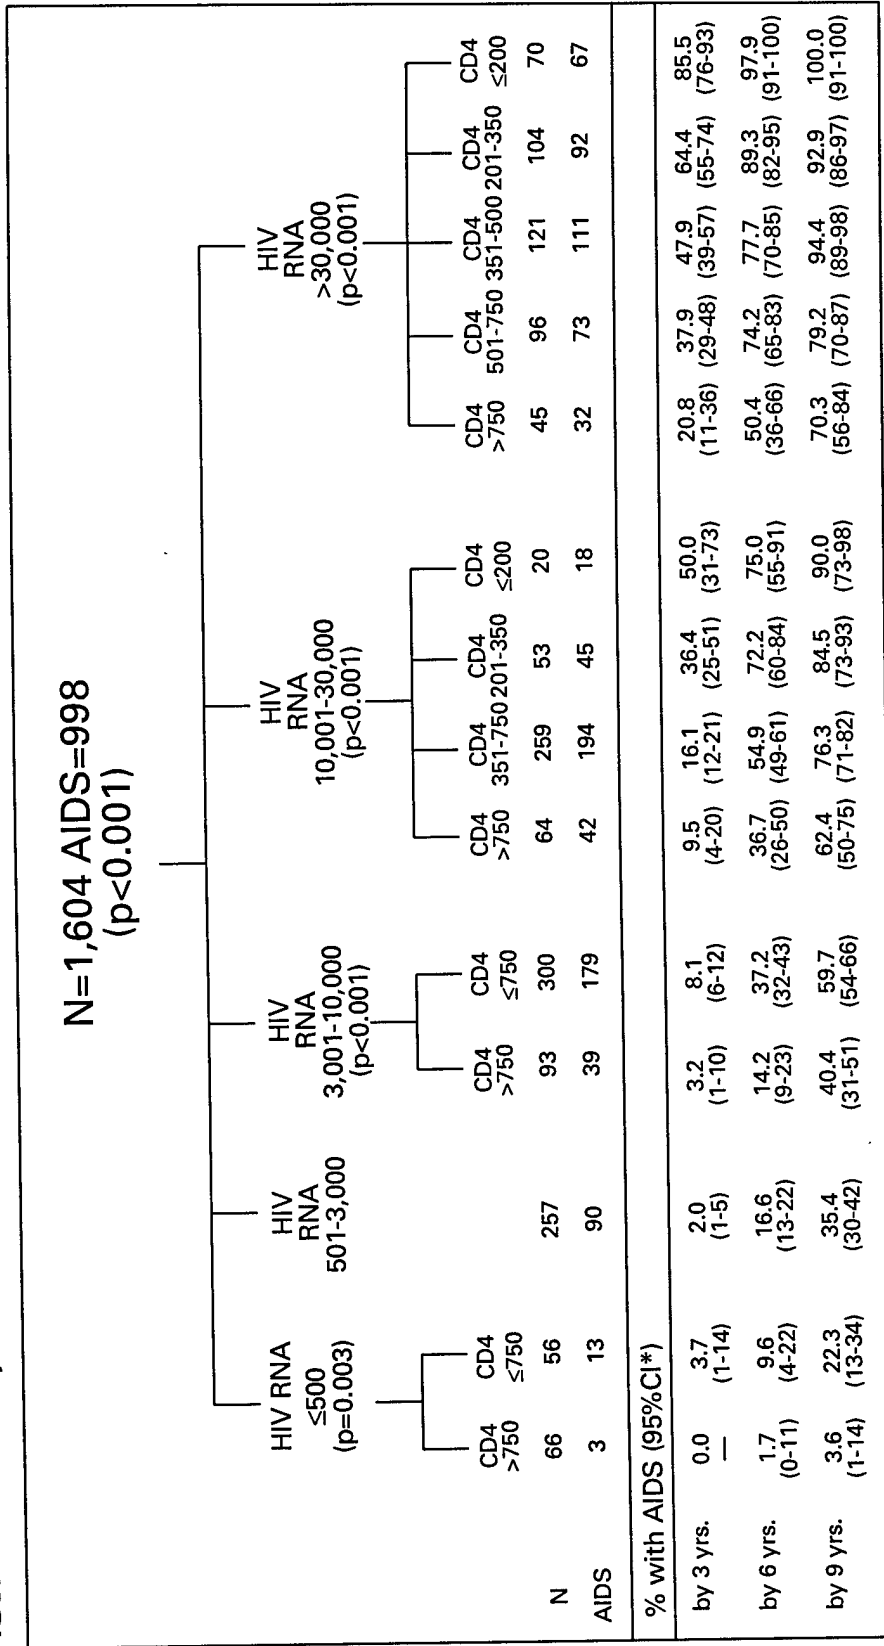 N=1,604 AIDS=998
(p<0.001)
HIV RNA
≤500
(p=0.003)
HIV
RNA
501-3,000
HIV
RNA
3,001-10,000
(p<0.001)
HIV
RNA
10,001-30,000
(p<0.001)
HIV
RNA
>30,000
(p<0.001)
CD4 CD4 CD4 CD4 CD4 CD4 CD4 CD4 CD4 CD4 CD4 CD4 CD4
>750 ≤750 >750 ≤750 >750 351-750 201-350 ≤200 >750 501-750 351-500 201-350 ≤200
N 66 56 257 93 300 64 259 53 20 45 96 121 104 70
AIDS 3 13 90 39 179 42 194 45 18 32 73 111 92 67
% with AIDS (95%CI*)
by 3 yrs. 0.0 3.7 2.0 3.2 8.1 9.5 16.1 36.4 50.0 20.8 37.9 47.9 64.4 85.5
— (1-14) (1-5) (1-10) (6-12) (4-20) (12-21) (25-51) (31-73) (11-36) (29-48) (39-57) (55-74) (76-93)
by 6 yrs. 1.7 9.6 16.6 14.2 37.2 36.7 54.9 72.2 75.0 50.4 74.2 77.7 89.3 97.9
(0-11) (4-22) (13-22) (9-23) (32-43) (26-50) (49-61) (60-84) (55-91) (36-66) (65-83) (70-85) (82-95) (91-100)
by 9 yrs. 3.6 22.3 35.4 40.4 59.7 62.4 76.3 84.5 90.0 70.3 79.2 94.4 92.9 100.0
(1-14) (13-34) (30-42) (31-51) (54-66) (50-75) (71-82) (73-93) (73-98) (56-84) (70-87) (89-98) (86-97) (91-100)